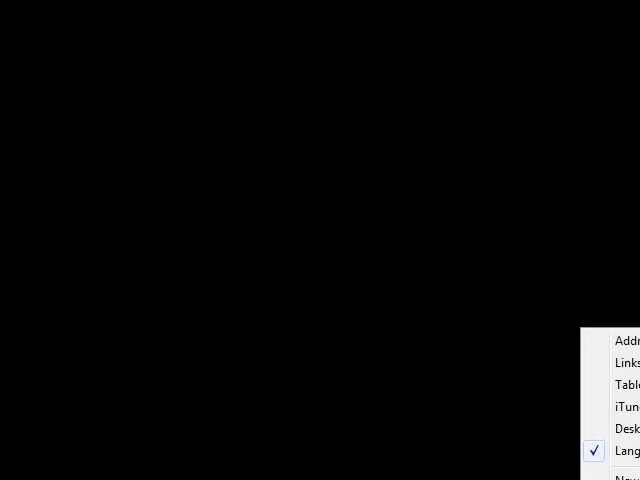 Addr
Links
Table
iTun
Desk
Lang